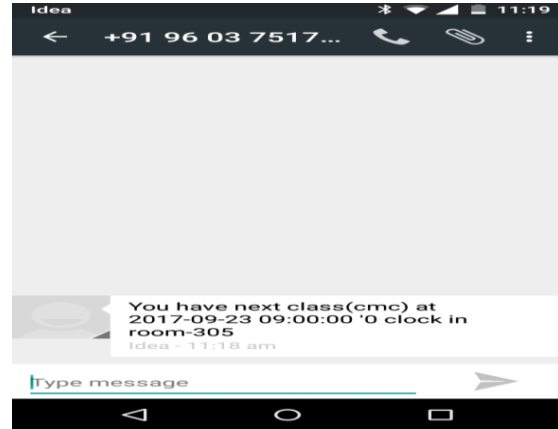 Idea 11:19
+91 96 03 7517...
You have next class(cmc) at
2017-09-23 09:00:00 '0 clock in
room-305
Idea - 11:18 am
Type message